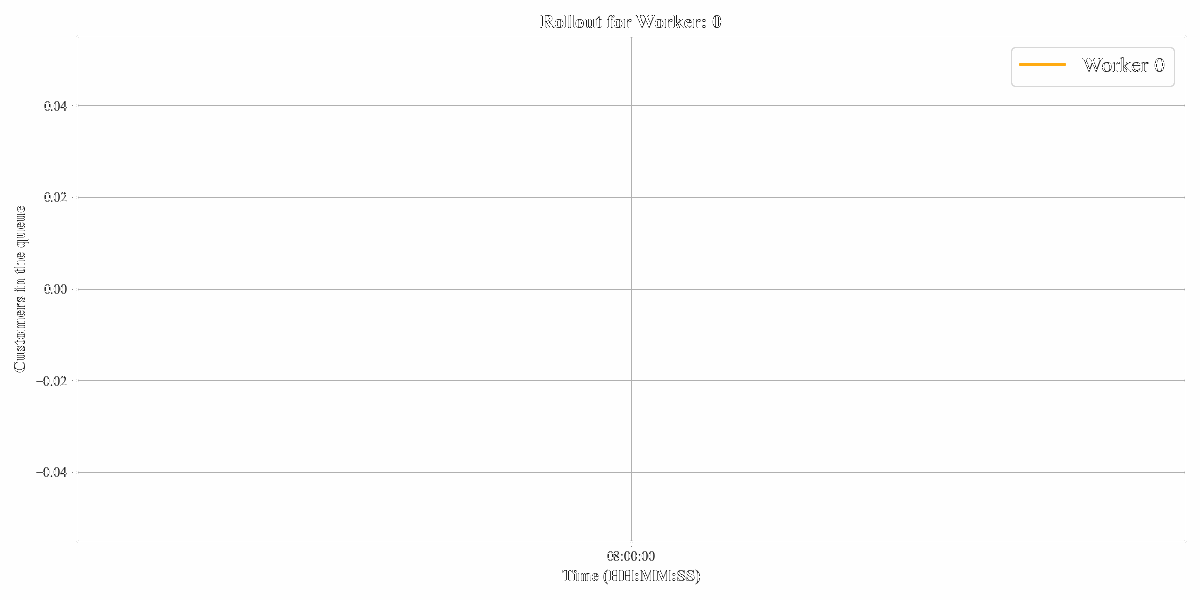 Rollout for Worker: 0
Worker 0
0.04
0.02
0.00
−0.02
−0.04
Customers in the queue
08:00:00
Time (HH:MM:SS)